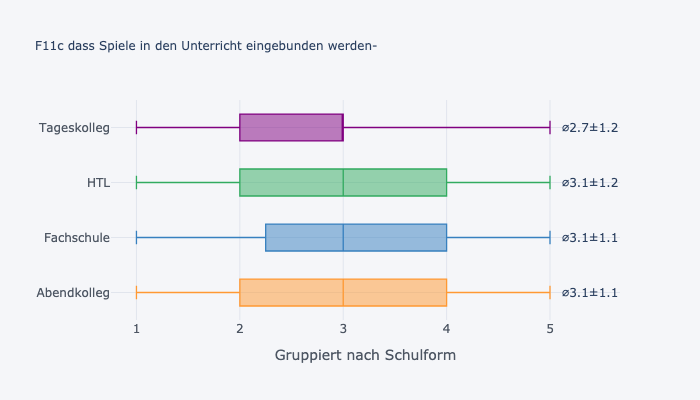 F11c dass Spiele in den Unterricht eingebunden werden-
Tageskolleg ⌀2.7±1.2
HTL ⌀3.1±1.2
Fachschule ⌀3.1±1.1
Abendkolleg ⌀3.1±1.1
1 2 3 4 5
Gruppiert nach Schulform